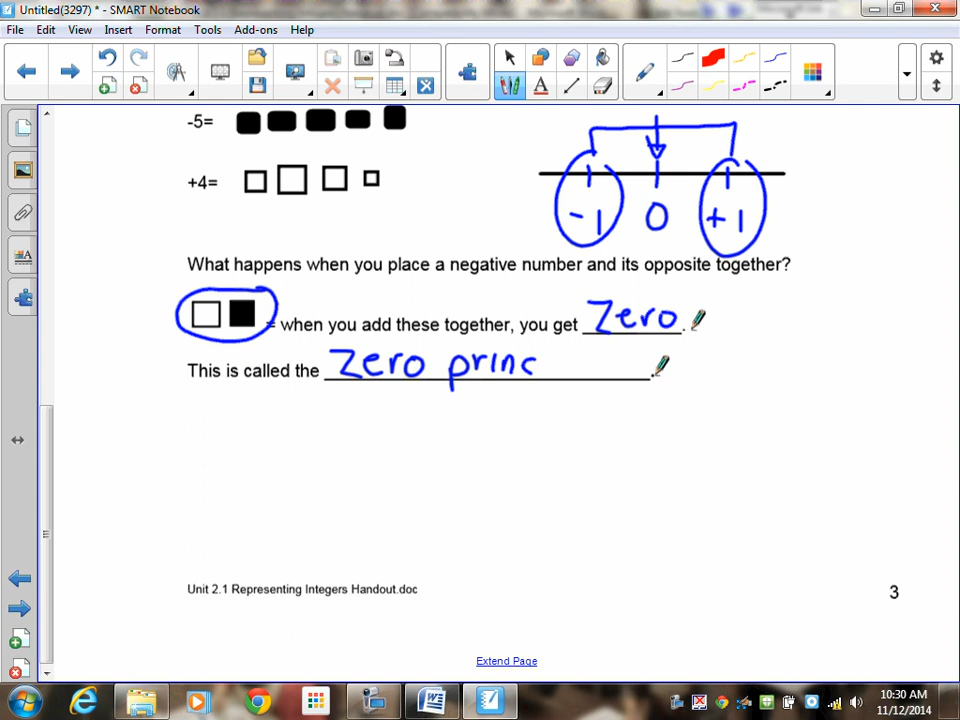 Untitled(3297) * - SMART Notebook
File Edit View Insert Format Tools Add-ons Help
-5=
+4=
-1 0 +1
What happens when you place a negative number and its opposite together?
= when you add these together, you get Zero.
This is called the Zero princ.
Unit 2.1 Representing Integers Handout.doc
3
Extend Page
10:30 AM
11/12/2014